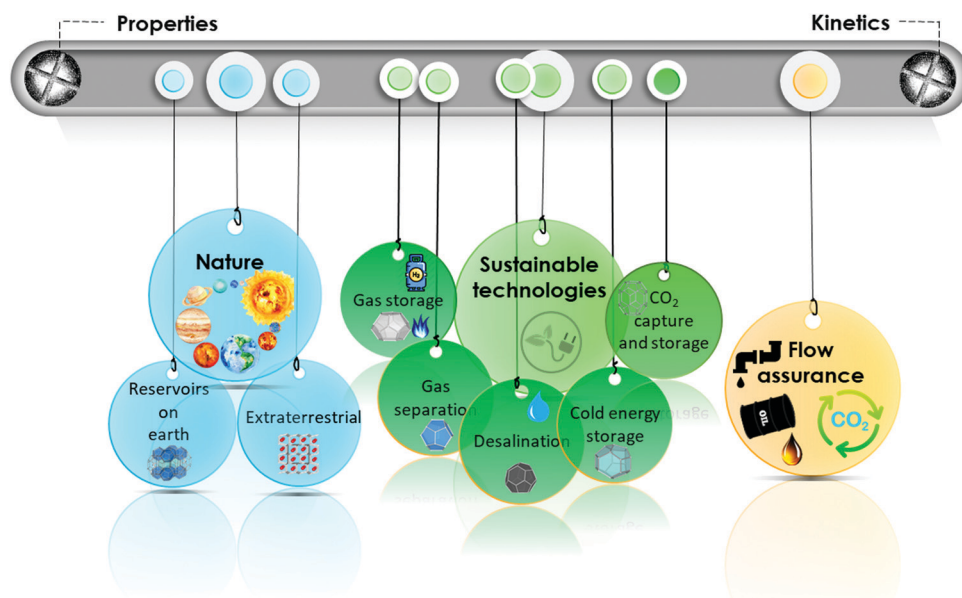 Properties
Kinetics
Nature
Reservoirs
on
earth
Extraterrestrial
Gas storage
H₂
Gas
separation
Sustainable
technologies
Desalination
Cold energy
storage
CO₂
capture
and storage
Flow
assurance
OIL
CO₂